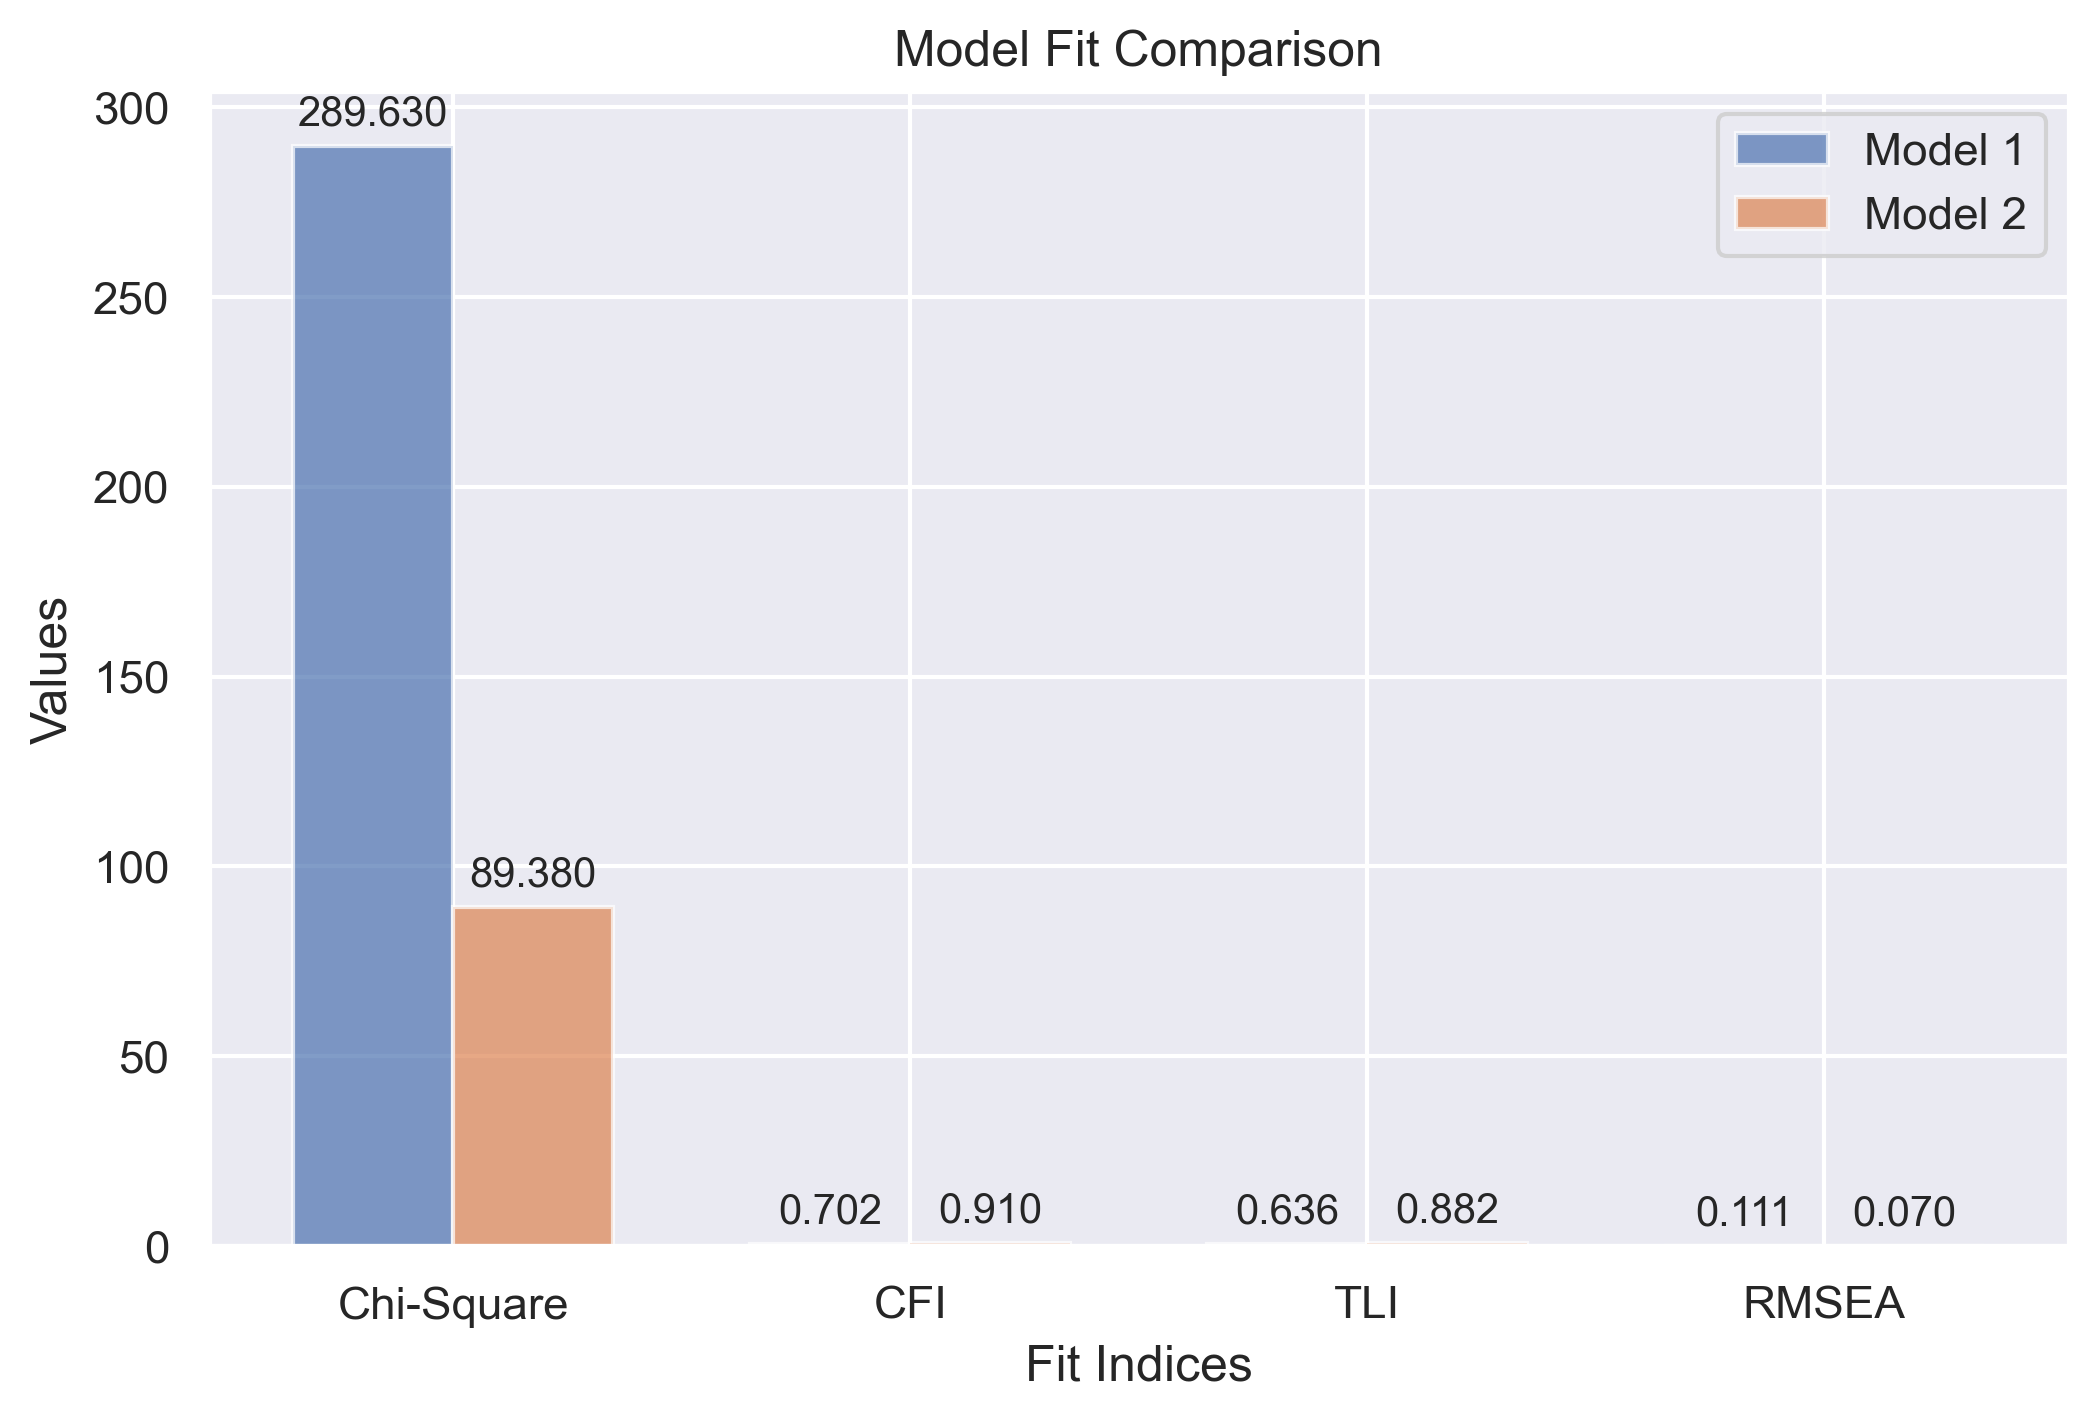 Model Fit Comparison
300
289.630
Model 1
Model 2
250
200
Values
150
100
89.380
50
0.702
0.910
0.636
0.882
0.111
0.070
0
Chi-Square
CFI
TLI
RMSEA
Fit Indices